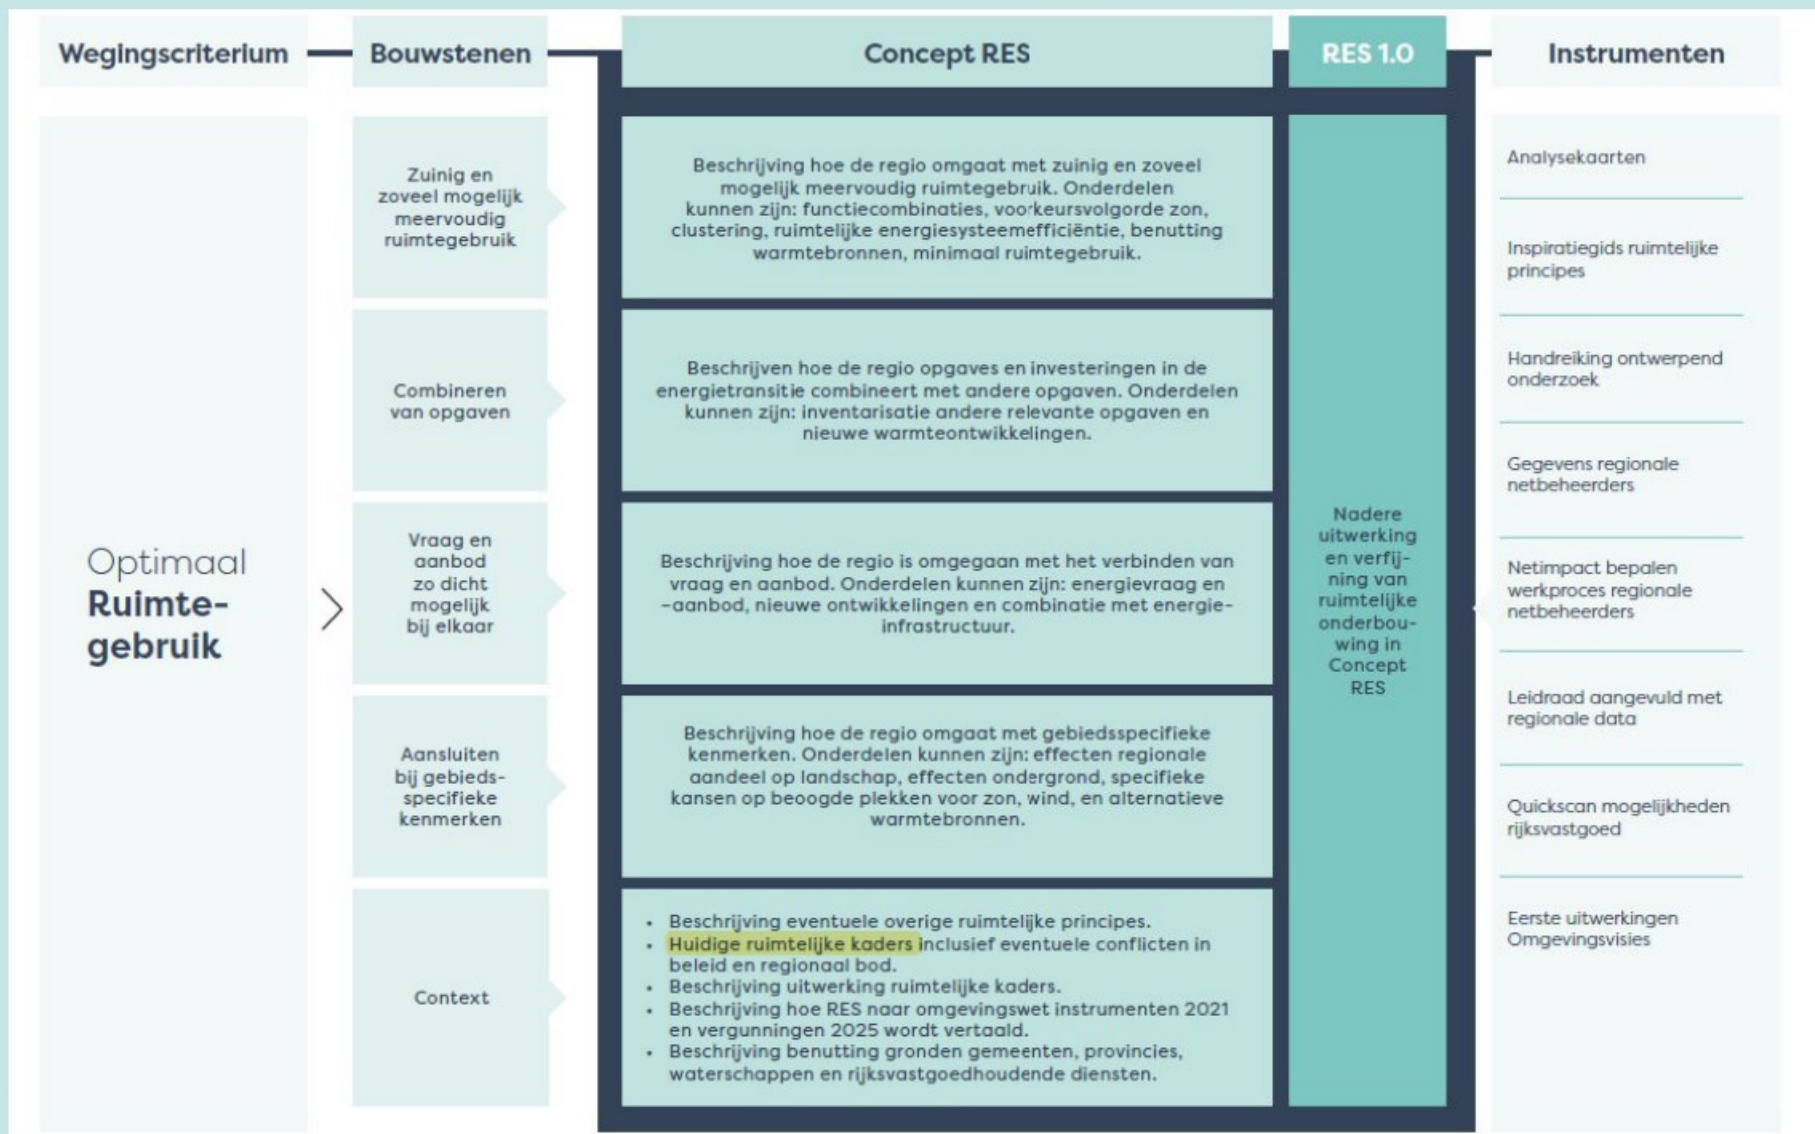 Wegingscriterium
Bouwstenen
Concept RES
RES 1.0
Instrumenten
Optimaal
Ruimte-
gebruik
Zuinig en
zoveel mogelijk
meervoudig
ruimtegebruik
Beschrijving hoe de regio omgaat met zuinig en zoveel
mogelijk meervoudig ruimtegebruik. Onderdelen
kunnen zijn: functiecombinaties, voorkeursvolgorde zon,
clustering, ruimtelijke energiesysteemefficiëntie, benutting
warmtebronnen, minimaal ruimtegebruik.
Combineren
van opgaven
Beschrijven hoe de regio opgaves en investeringen in de
energietransitie combineert met andere opgaven. Onderdelen
kunnen zijn: inventarisatie andere relevante opgaven en
nieuwe warmteontwikkelingen.
Vraag en
aanbod
zo dicht
mogelijk
bij elkaar
Beschrijving hoe de regio is omgegaan met het verbinden van
vraag en aanbod. Onderdelen kunnen zijn: energievraag en
-aanbod, nieuwe ontwikkelingen en combinatie met energie-
infrastructuur.
Aansluiten
bij gebieds-
specifieke
kenmerken
Beschrijving hoe de regio omgaat met gebiedsspecifieke
kenmerken. Onderdelen kunnen zijn: effecten regionale
aandeel op landschap, effecten ondergrond, specifieke
kansen op beoogde plekken voor zon, wind, en alternatieve
warmtebronnen.
Context
• Beschrijving eventuele overige ruimtelijke principes.
• Huidige ruimtelijke kaders inclusief eventuele conflicten in
beleid en regionaal bod.
• Beschrijving uitwerking ruimtelijke kaders.
• Beschrijving hoe RES naar omgevingswet instrumenten 2021
en vergunningen 2025 wordt vertaald.
• Beschrijving benutting gronden gemeenten, provincies,
waterschappen en rijksvastgoedhoudende diensten.
Nadere
uitwerking
en verfij-
ning van
ruimtelijke
onderbou-
wing in
Concept
RES
Analysekaarten
Inspiratiegids ruimtelijke
principes
Handreiking ontwerpend
onderzoek
Gegevens regionale
netbeheerders
Netimpact bepalen
werkproces regionale
netbeheerders
Leidraad aangevuld met
regionale data
Quickscan mogelijkheden
rijksvastgoed
Eerste uitwerkingen
Omgevingsvisies